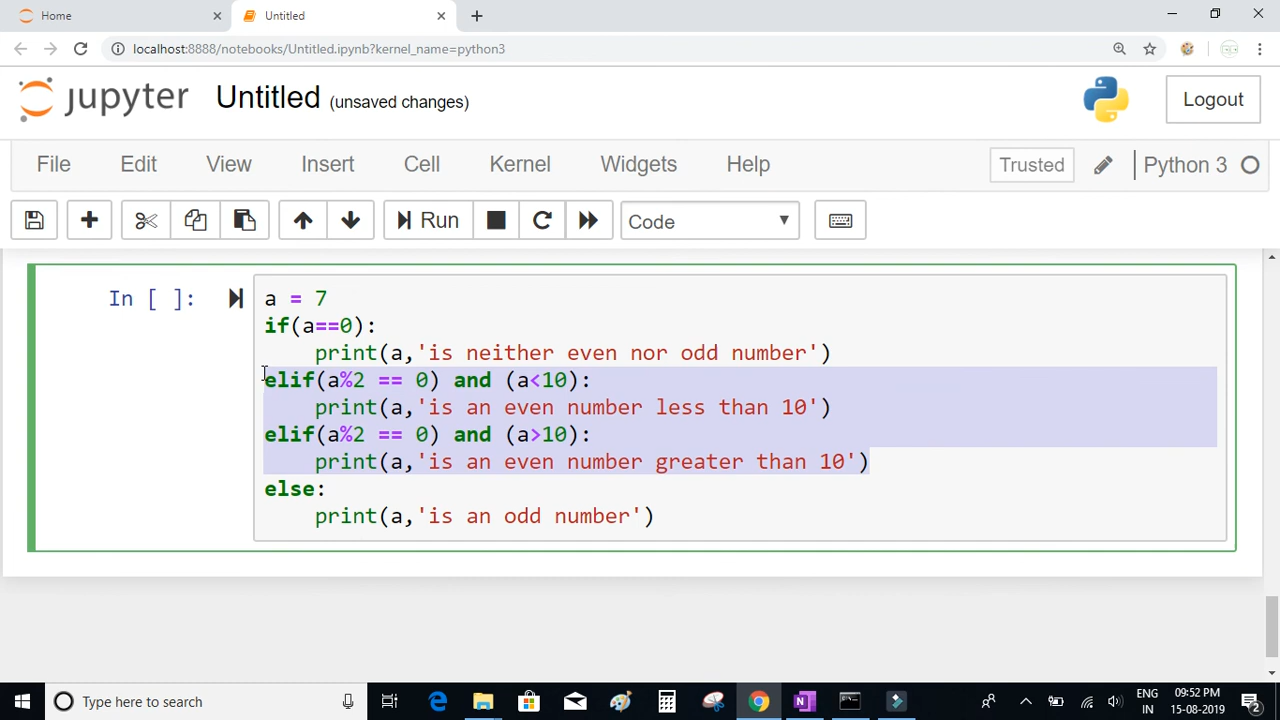 Home
Untitled
localhost:8888/notebooks/Untitled.ipynb?kernel_name=python3
jupyter Untitled (unsaved changes)
Logout
File Edit View Insert Cell Kernel Widgets Help
Trusted Python 3
Run Code
In [ ]:
a = 7
if(a==0):
    print(a,'is neither even nor odd number')
elif(a%2 == 0) and (a<10):
    print(a,'is an even number less than 10')
elif(a%2 == 0) and (a>10):
    print(a,'is an even number greater than 10')
else:
    print(a,'is an odd number')
Type here to search
ENG
IN
09:52 PM
15-08-2019
2